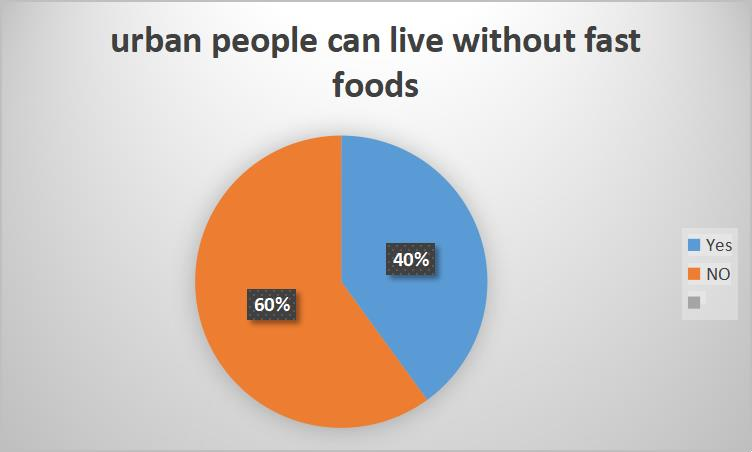 urban people can live without fast
foods
40%
60%
Yes
NO